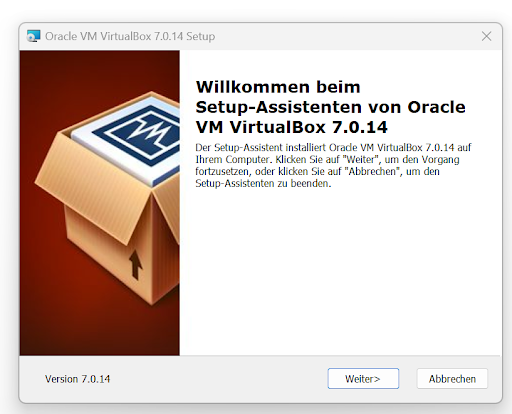 Oracle VM VirtualBox 7.0.14 Setup
Willkommen beim
Setup-Assistenten von Oracle
VM VirtualBox 7.0.14
Der Setup-Assistent installiert Oracle VM VirtualBox 7.0.14 auf
Ihrem Computer. Klicken Sie auf "Weiter", um den Vorgang
fortzusetzen, oder klicken Sie auf "Abbrechen", um den
Setup-Assistenten zu beenden.
Version 7.0.14
Weiter>
Abbrechen